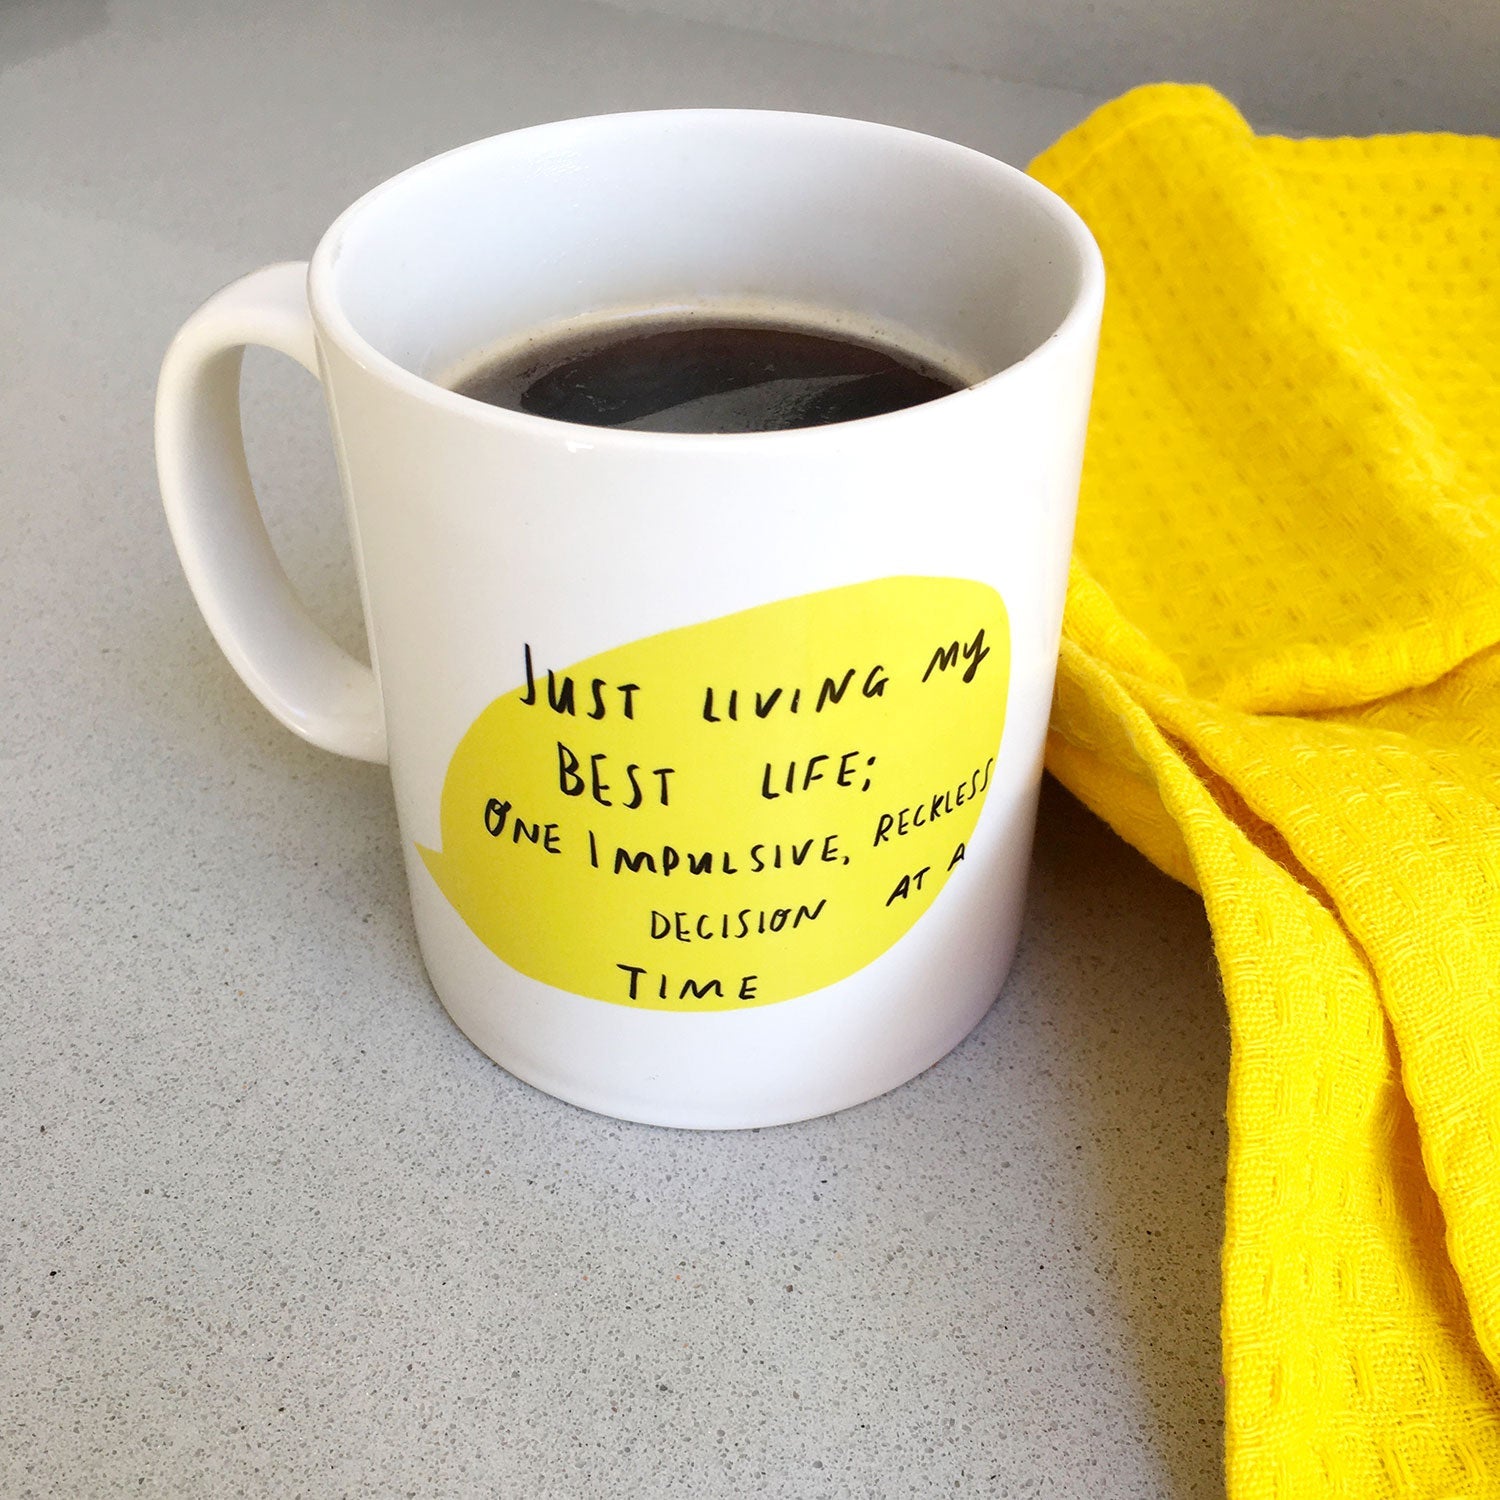 JUST LIVING MY
BEST LIFE;
ONE IMPULSIVE, RECKLESS
DECISION AT A
TIME